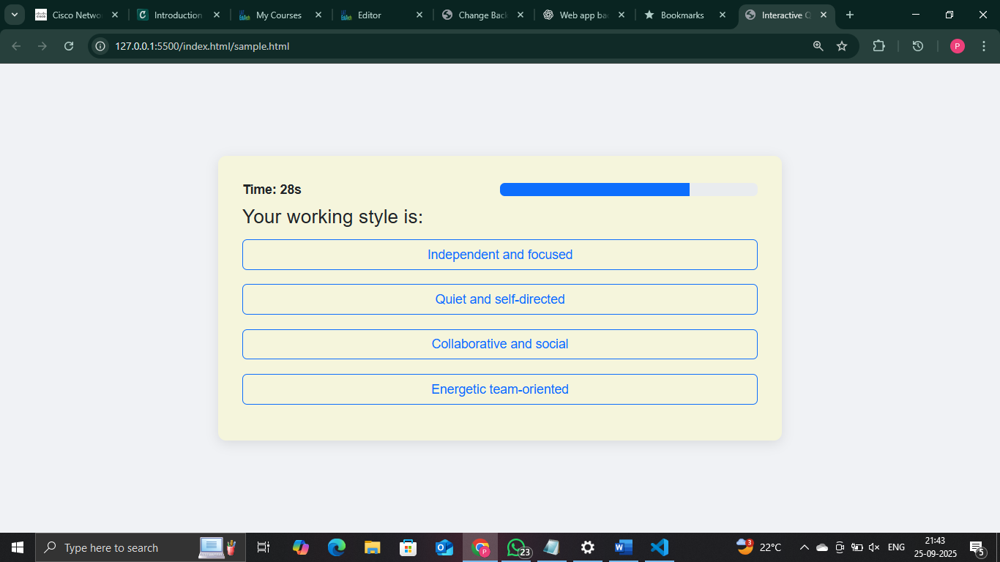 Cisco Netwo
Introduction
My Courses
Editor
Change Back
Web app ba
Bookmarks
Interactive Q
127.0.0.1:5500/index.html/sample.html
P
Time: 28s
Your working style is:
Independent and focused
Quiet and self-directed
Collaborative and social
Energetic team-oriented
Type here to search
P
23
3
22°C
ENG
21:43
25-09-2025
5